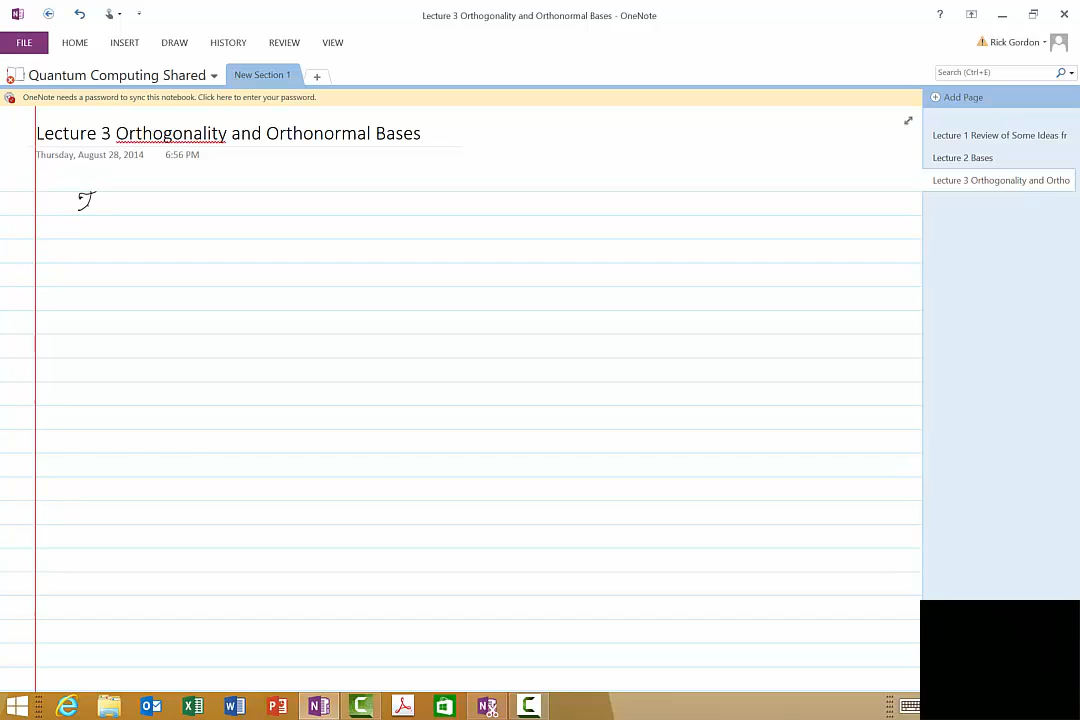 Lecture 3 Orthogonality and Orthonormal Bases - OneNote
FILE HOME INSERT DRAW HISTORY REVIEW VIEW
Rick Gordon
Quantum Computing Shared New Section 1 +
Search (Ctrl+E)
OneNote needs a password to sync this notebook. Click here to enter your password.
Add Page
Lecture 3 Orthogonality and Orthonormal Bases
Thursday, August 28, 2014 6:56 PM
Lecture 1 Review of Some Ideas fr
Lecture 2 Bases
Lecture 3 Orthogonality and Ortho